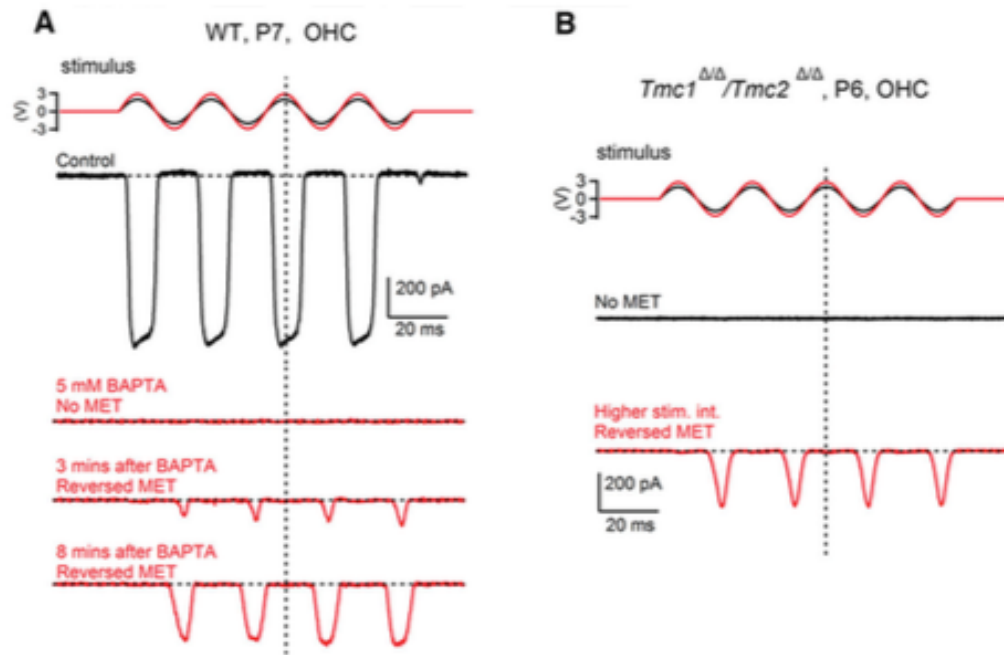 A
WT, P7, OHC
stimulus
3
0
-3
(V)
Control
200 pA
20 ms
5 mM BAPTA
No MET
3 mins after BAPTA
Reversed MET
8 mins after BAPTA
Reversed MET
B
Tmc1 Δ/Δ/Tmc2 Δ/Δ, P6, OHC
stimulus
3
0
-3
(V)
No MET
Higher stim. int.
Reversed MET
200 pA
20 ms